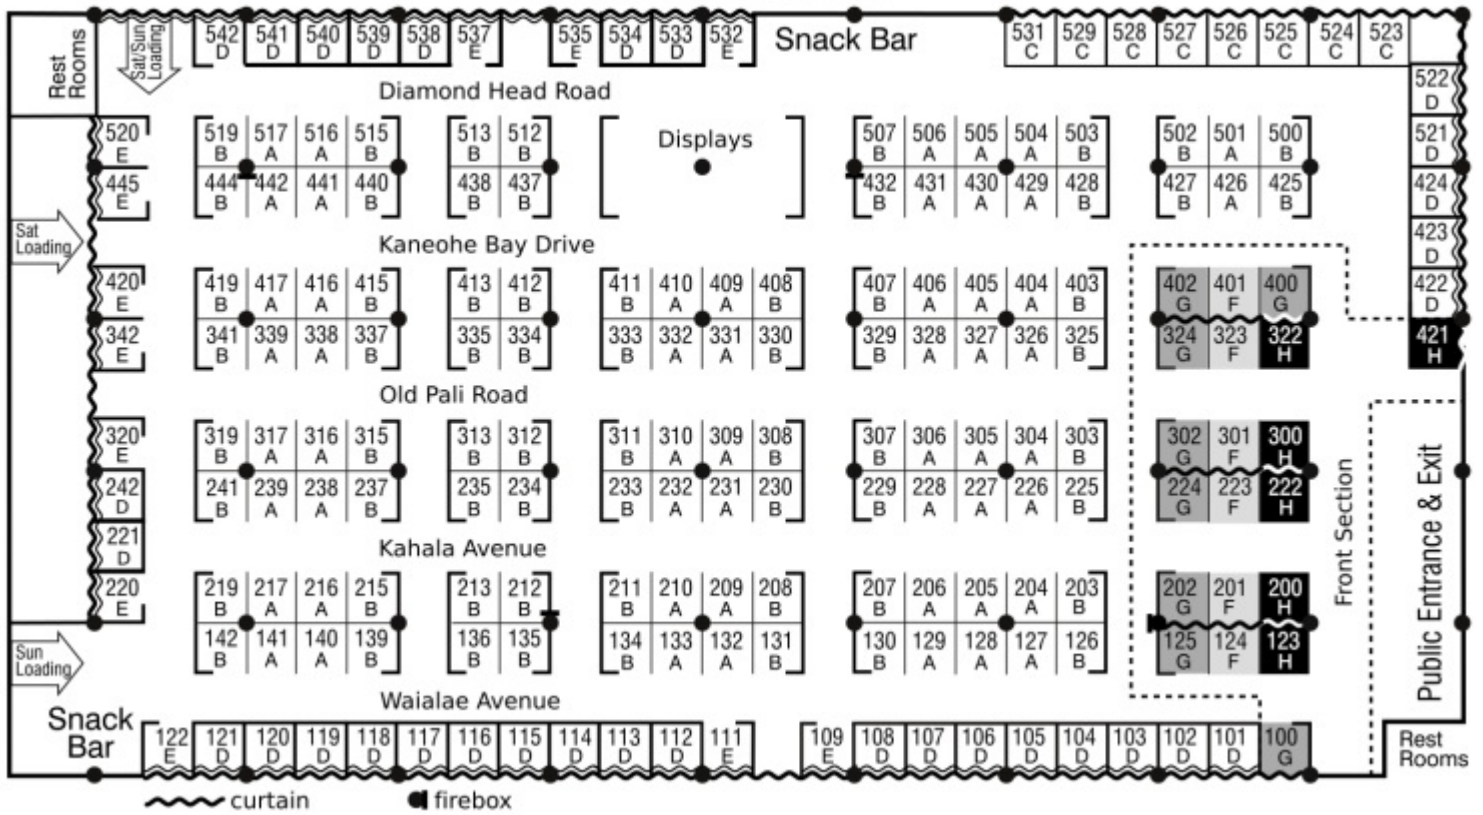 Rest Rooms
Sat/Sun Loading
542 541 540 539 538 537 535 534 533 532 Snack Bar 531 529 528 527 526 525 524 523
D D D D D E E D D E C C C C C C C C
522
D
Diamond Head Road
520 519 517 516 515 513 512 Displays 507 506 505 504 503 502 501 500 521
E B A A B B B B A A A B B A B D
445 444 442 441 440 438 437 432 431 430 429 428 427 426 425 424
E B A A B B B B A A A B B A B D
Sat Loading
Kaneohe Bay Drive
423
D
420 419 417 416 415 413 412 411 410 409 408 407 406 405 404 403 402 401 400 422
E B A A B B B B A A B B A A A B G F G D
342 341 339 338 337 335 334 333 332 331 330 329 328 327 326 325 324 323 322 421
E B A A B B B B A A B B A A A B G F H H
Old Pali Road
320 319 317 316 315 313 312 311 310 309 308 307 306 305 304 303 302 301 300
E B A A B B B B A A B B A A A B G F H
242 241 239 238 237 235 234 233 232 231 230 229 228 227 226 225 224 223 222
D B A A B B B B A A B B A A A B G F H
Front Section
Public Entrance & Exit
221
D
Kahala Avenue
220 219 217 216 215 213 212 211 210 209 208 207 206 205 204 203 202 201 200
E B A A B B B B A A B B A A A B G F H
142 141 140 139 136 135 134 133 132 131 130 129 128 127 126 125 124 123
B A A B B B B A A B B A A A B G F H
Sun Loading
Waialae Avenue
Snack Bar
122 121 120 119 118 117 116 115 114 113 112 111 109 108 107 106 105 104 103 102 101 100
E D D D D D D D D D D E E D D D D D D D D G
Rest Rooms
curtain firebox